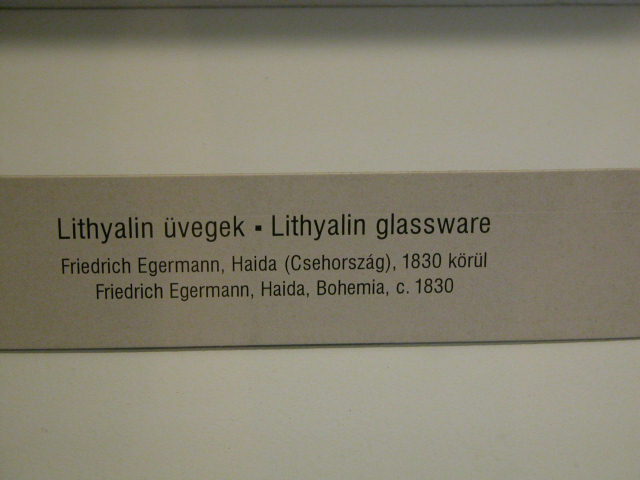 Lithyalin üvegek ▪ Lithyalin glassware
Friedrich Egermann, Haida (Csehország), 1830 körül
Friedrich Egermann, Haida, Bohemia, c. 1830